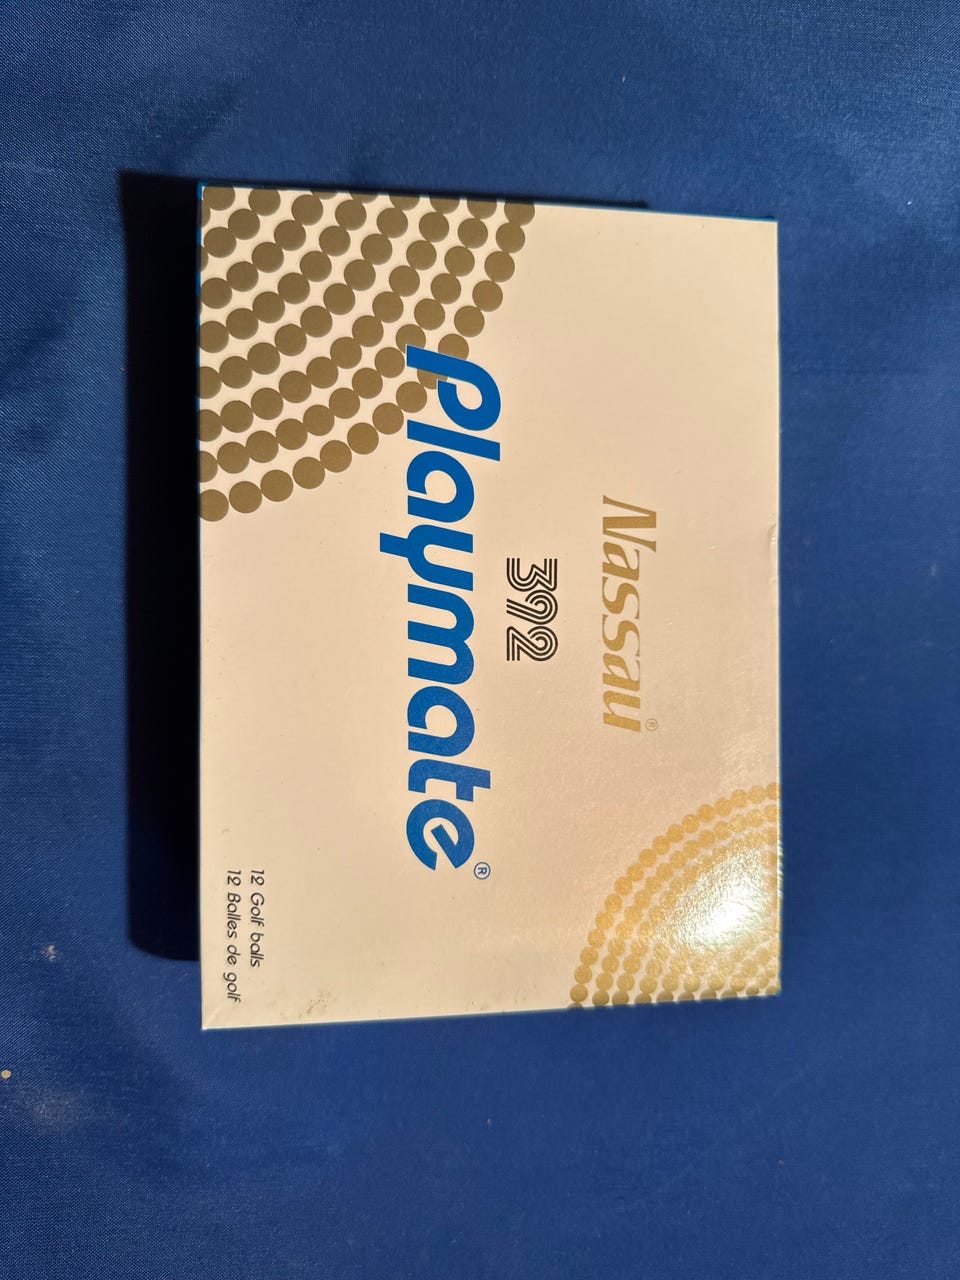 Nassau®
392
Playmate®
12 Golf balls
12 Balles de golf